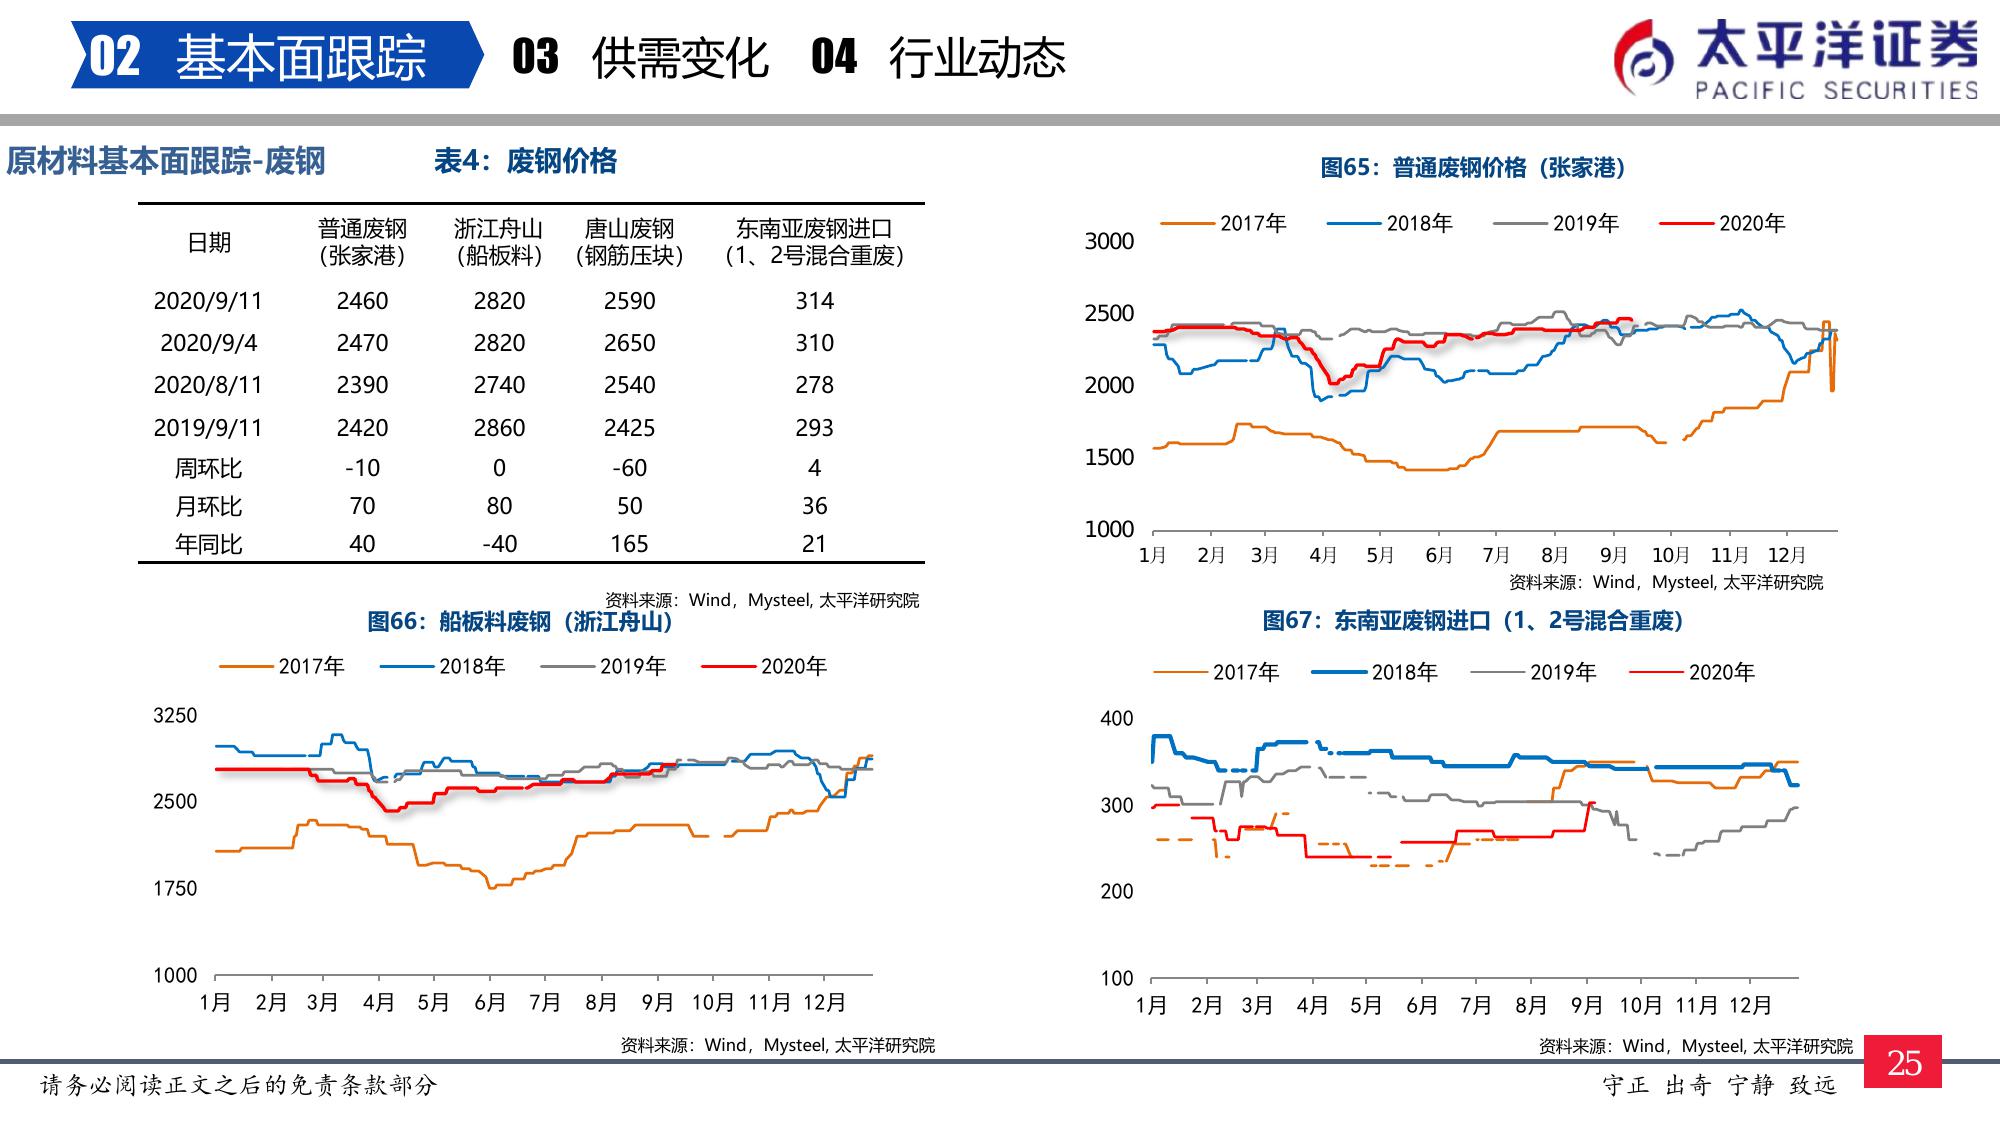 02 基本面跟踪 03 供需变化 04 行业动态
太平洋证券
PACIFIC SECURITIES
原材料基本面跟踪-废钢
表4：废钢价格
日期 普通废钢（张家港） 浙江舟山（船板料） 唐山废钢（钢筋压块） 东南亚废钢进口（1、2号混合重废）
2020/9/11 2460 2820 2590 314
2020/9/4 2470 2820 2650 310
2020/8/11 2390 2740 2540 278
2019/9/11 2420 2860 2425 293
周环比 -10 0 -60 4
月环比 70 80 50 36
年同比 40 -40 165 21
资料来源：Wind，Mysteel, 太平洋研究院
图65：普通废钢价格（张家港）
2017年 2018年 2019年 2020年
3000
2500
2000
1500
1000
1月 2月 3月 4月 5月 6月 7月 8月 9月 10月 11月 12月
资料来源：Wind，Mysteel, 太平洋研究院
图66：船板料废钢（浙江舟山）
2017年 2018年 2019年 2020年
3250
2500
1750
1000
1月 2月 3月 4月 5月 6月 7月 8月 9月 10月 11月 12月
资料来源：Wind，Mysteel, 太平洋研究院
图67：东南亚废钢进口（1、2号混合重废）
2017年 2018年 2019年 2020年
400
300
200
100
1月 2月 3月 4月 5月 6月 7月 8月 9月 10月 11月 12月
资料来源：Wind，Mysteel, 太平洋研究院
25
请务必阅读正文之后的免责条款部分
守正 出奇 宁静 致远